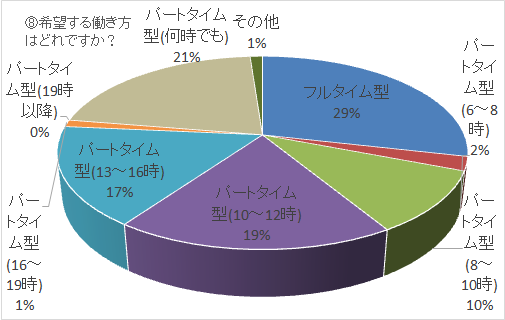 ⑧希望する働き方
はどれですか？
パートタイム
型(何時でも)
21%
その他
1%
フルタイム型
29%
パー
トタイ
ム型
(6～8
時)
2%
パー
トタイ
ム型
(8～
10時)
10%
パートタイム
型(10～12時)
19%
パートタイム
型(13～16時)
17%
パー
トタイ
ム型
(16～
19時)
1%
パートタイ
ム型(19時
以降)
0%